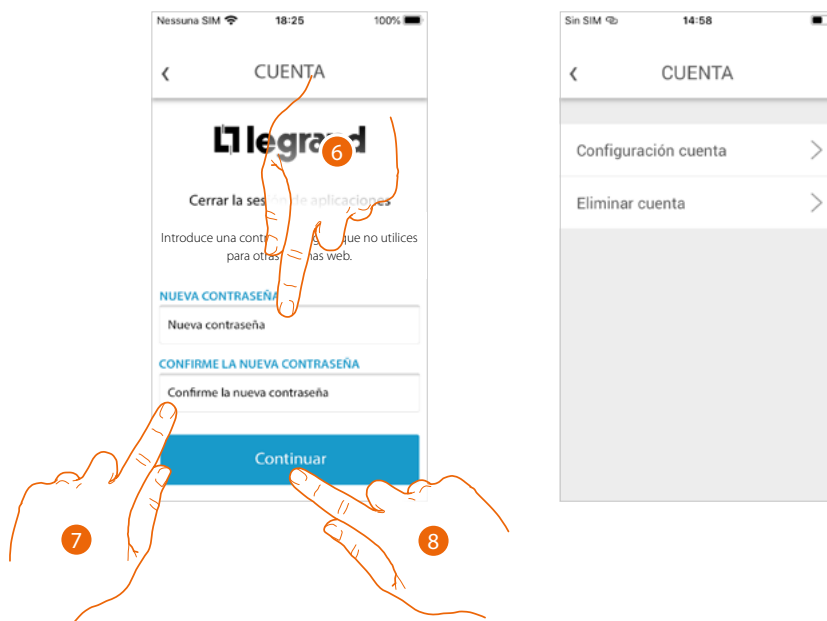 Nessuna SIM 18:25 100%
CUENTA
legrand
6
Cerrar la sesión de aplicaciones
Introduce una que no utilices
para otras web.
NUEVA CONTRASEÑA
Nueva contraseña
CONFIRME LA NUEVA CONTRASEÑA
Confirme la nueva contraseña
Continuar
7
8
Sin SIM 14:58
CUENTA
Configuración cuenta
Eliminar cuenta